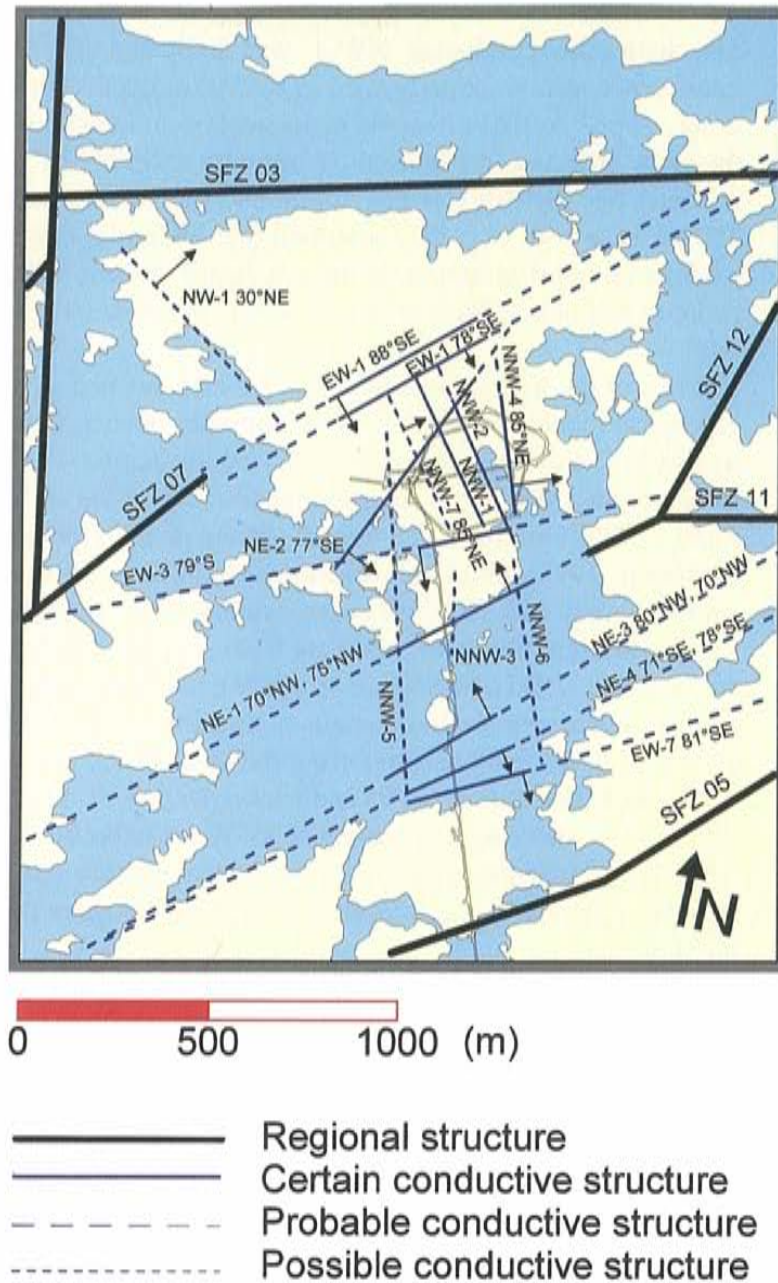 SFZ 03
NW-1 30°NE
EW-1 88°SE
EW-1 78°SE
SFZ 12
NNW-4 85°NE
NNW-2
NNW-1
NNW-7 85°NE
SFZ 07
SFZ 11
NE-2 77°SE
EW-3 79°S
NE-3 80°NW, 70°NW
NNW-6
NE-4 71°SE, 78°SE
NNW-3
NE-1 70°NW, 75°NW
NNW-5
EW-7 81°SE
SFZ 05
N
0 500 1000 (m)
Regional structure
Certain conductive structure
Probable conductive structure
Possible conductive structure